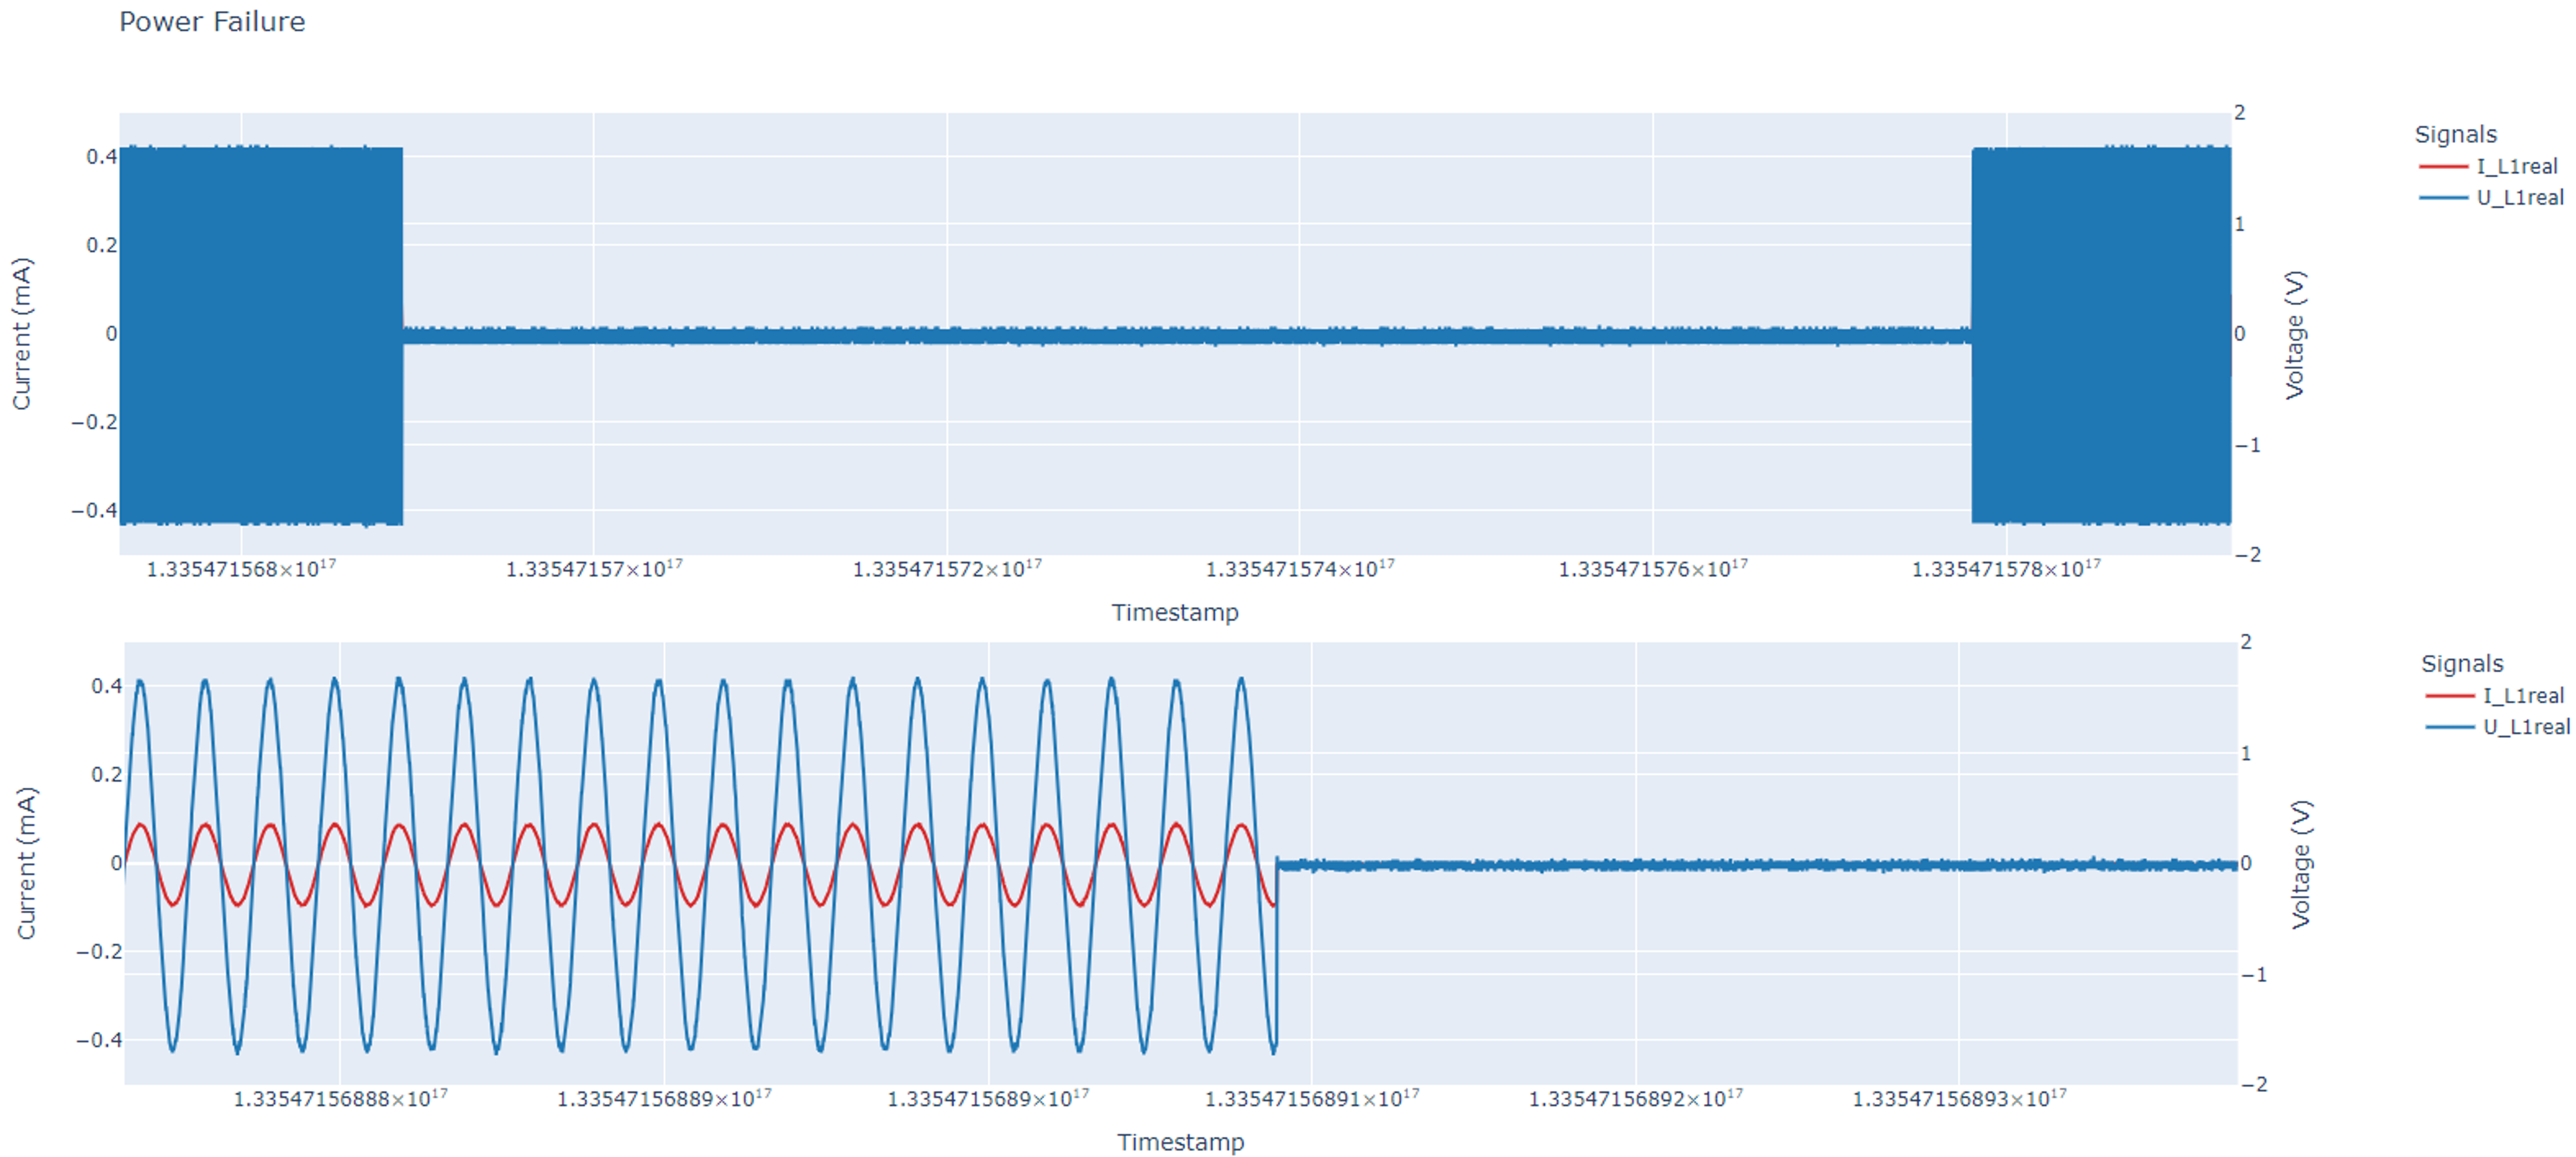 Power Failure
Signals
I_L1real
U_L1real
Current (mA)
0.4
0.2
0
−0.2
−0.4
Voltage (V)
2
1
0
−1
−2
1.335471568×10¹⁷ 1.33547157×10¹⁷ 1.335471572×10¹⁷ 1.335471574×10¹⁷ 1.335471576×10¹⁷ 1.335471578×10¹⁷
Timestamp
Signals
I_L1real
U_L1real
Current (mA)
0.4
0.2
0
−0.2
−0.4
Voltage (V)
2
1
0
−1
−2
1.33547156888×10¹⁷ 1.33547156889×10¹⁷ 1.3354715689×10¹⁷ 1.33547156891×10¹⁷ 1.33547156892×10¹⁷ 1.33547156893×10¹⁷
Timestamp